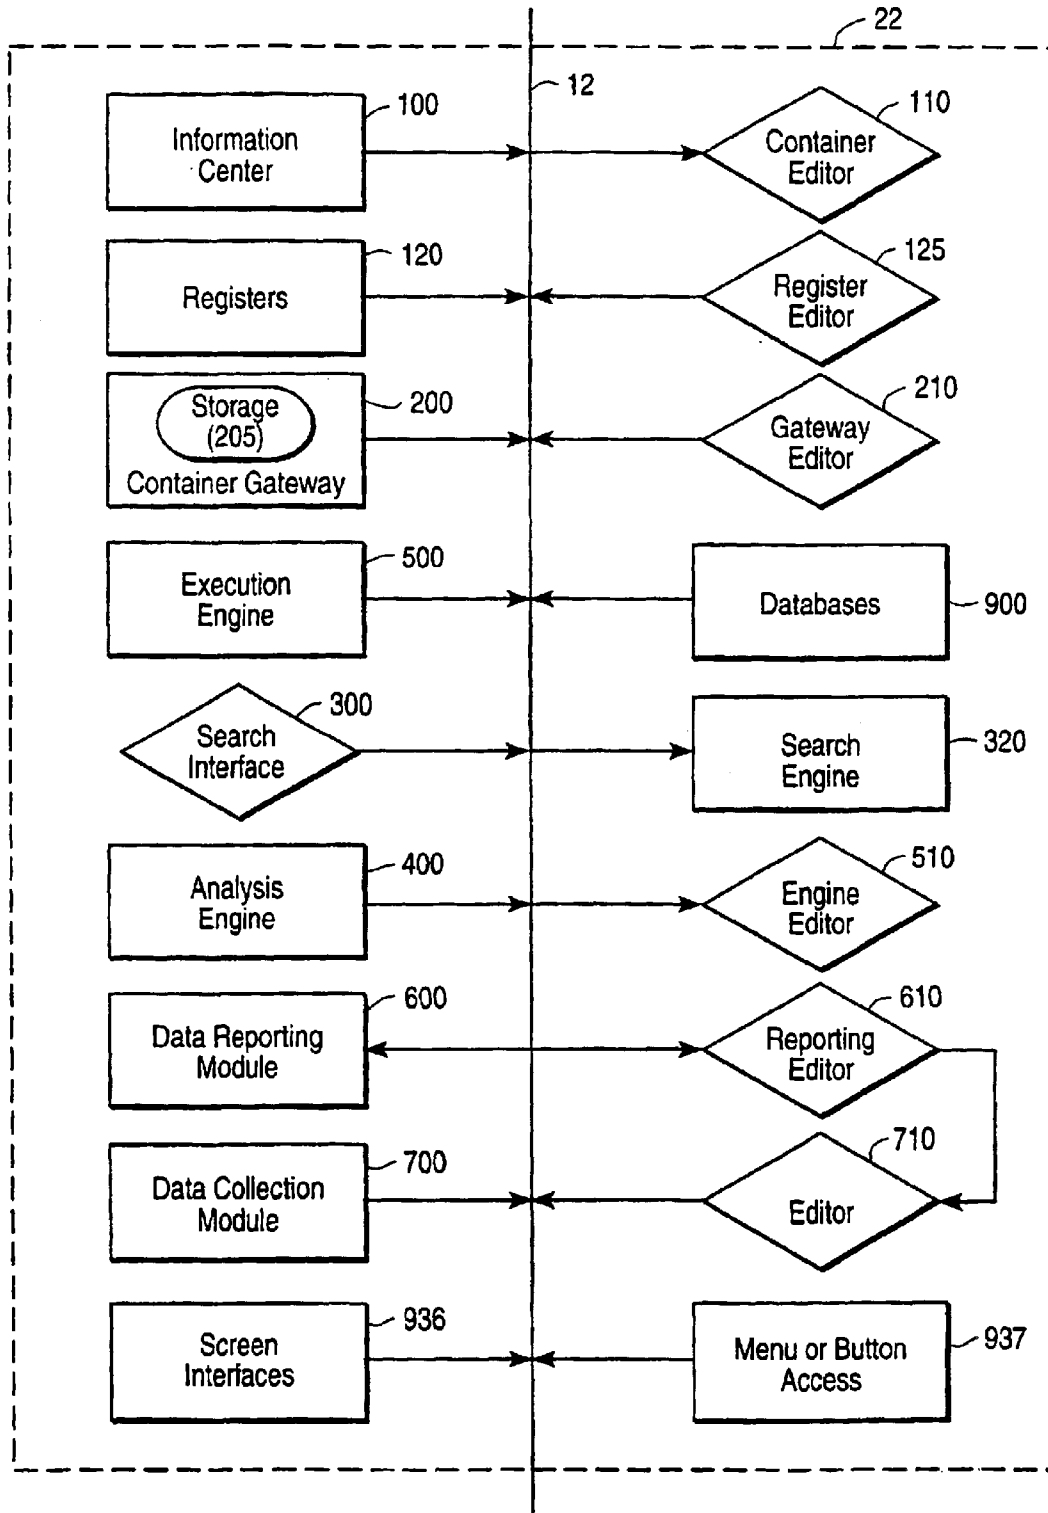 22
12
100
Information
Center
110
Container
Editor
120
Registers
125
Register
Editor
200
Storage
(205)
Container Gateway
210
Gateway
Editor
500
Execution
Engine
Databases
900
300
Search
Interface
320
Search
Engine
400
Analysis
Engine
510
Engine
Editor
600
Data Reporting
Module
610
Reporting
Editor
700
Data Collection
Module
710
Editor
936
Screen
Interfaces
937
Menu or Button
Access